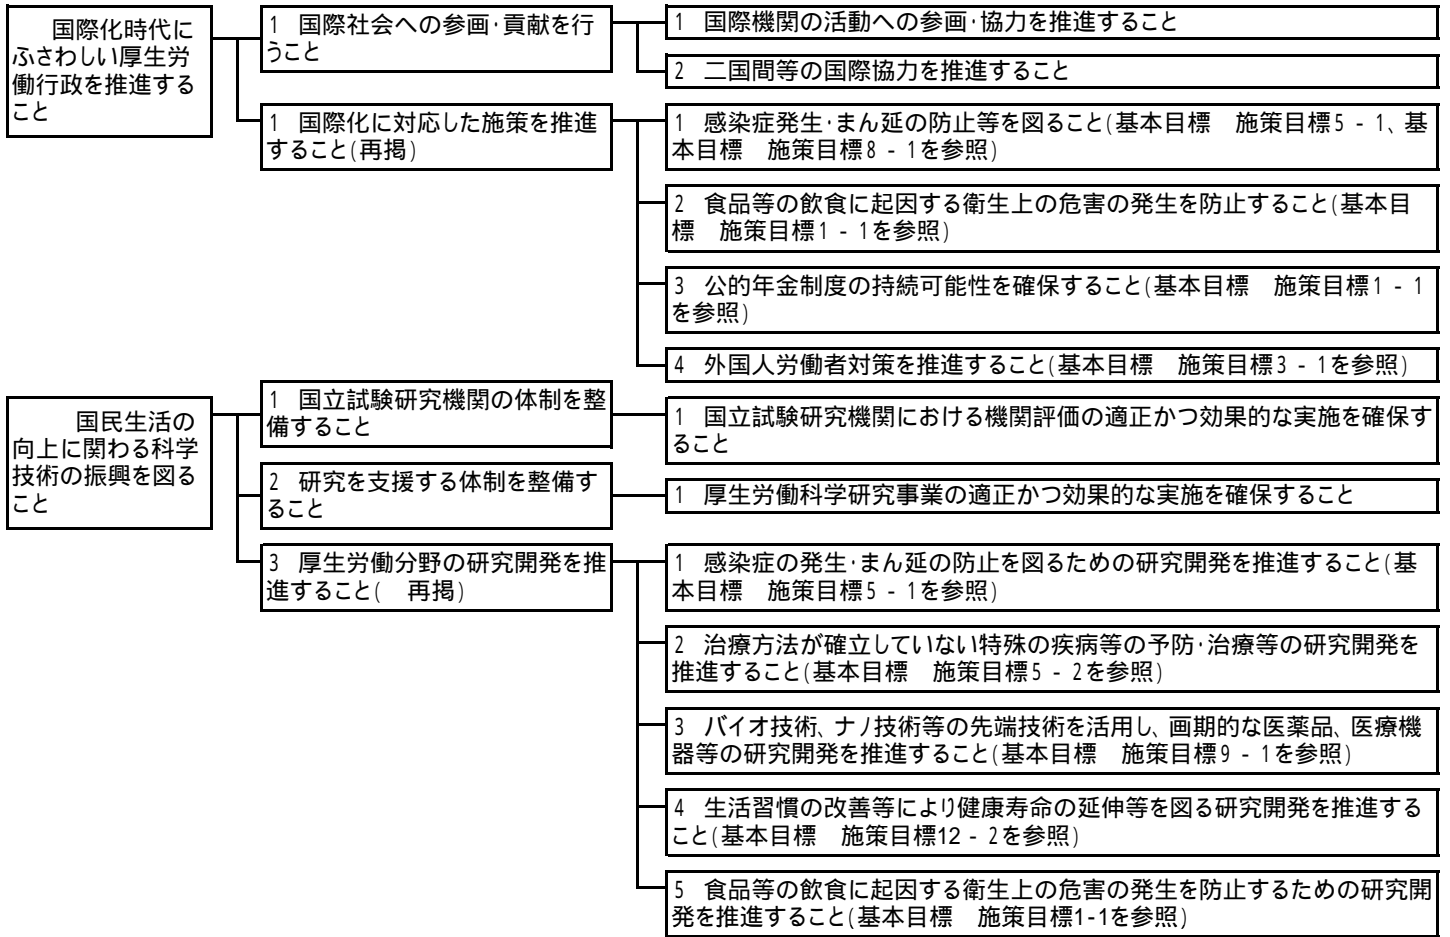 国際化時代に
ふさわしい厚生労
働行政を推進する
こと
1 国際社会への参画・貢献を行
うこと
1 国際機関の活動への参画・協力を推進すること
2 二国間等の国際協力を推進すること
1 国際化に対応した施策を推進
すること(再掲)
1 感染症発生・まん延の防止等を図ること(基本目標 施策目標5-1、基
本目標 施策目標8-1を参照)
2 食品等の飲食に起因する衛生上の危害の発生を防止すること(基本目
標 施策目標1-1を参照)
3 公的年金制度の持続可能性を確保すること(基本目標 施策目標1-1
を参照)
4 外国人労働者対策を推進すること(基本目標 施策目標3-1を参照)
国民生活の
向上に関わる科学
技術の振興を図る
こと
1 国立試験研究機関の体制を整
備すること
1 国立試験研究機関における機関評価の適正かつ効果的な実施を確保す
ること
2 研究を支援する体制を整備す
ること
1 厚生労働科学研究事業の適正かつ効果的な実施を確保すること
3 厚生労働分野の研究開発を推
進すること( 再掲)
1 感染症の発生・まん延の防止を図るための研究開発を推進すること(基
本目標 施策目標5-1を参照)
2 治療方法が確立していない特殊の疾病等の予防・治療等の研究開発を
推進すること(基本目標 施策目標5-2を参照)
3 バイオ技術、ナノ技術等の先端技術を活用し、画期的な医薬品、医療機
器等の研究開発を推進すること(基本目標 施策目標9-1を参照)
4 生活習慣の改善等により健康寿命の延伸等を図る研究開発を推進する
こと(基本目標 施策目標12-2を参照)
5 食品等の飲食に起因する衛生上の危害の発生を防止するための研究開
発を推進すること(基本目標 施策目標1-1を参照)